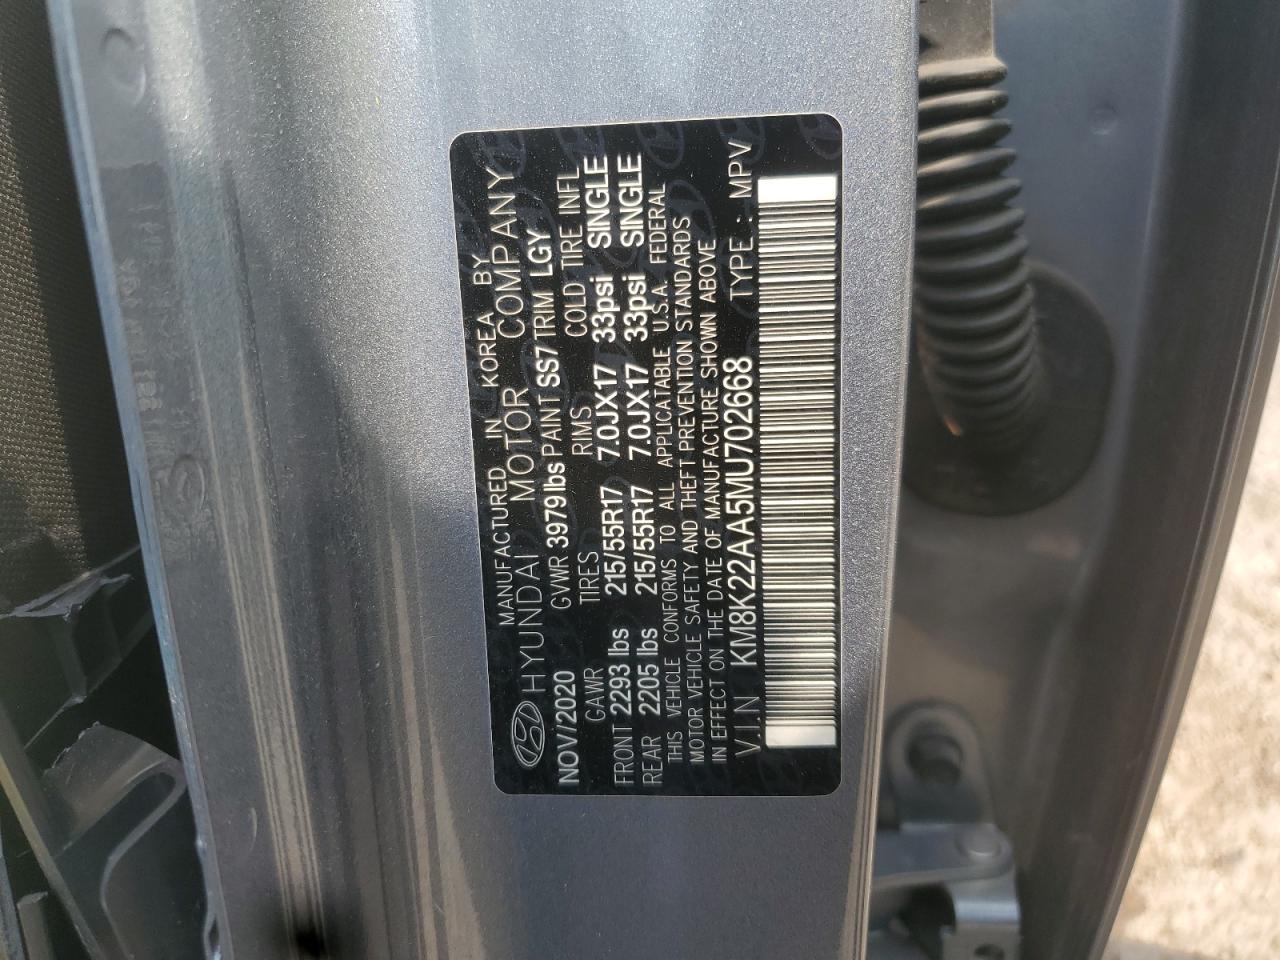 MANUFACTURED IN KOREA BY
HYUNDAI MOTOR COMPANY
NOV/2020 GVWR 3979 lbs PAINT SS7 TRIM LGY
GAWR TIRES RIMS COLD TIRE INFL
FRONT 2293 lbs 215/55R17 7.0JX17 33psi SINGLE
REAR 2205 lbs 215/55R17 7.0JX17 33psi SINGLE
THIS VEHICLE CONFORMS TO ALL APPLICATABLE U.S.A. FEDERAL
MOTOR VEHICLE SAFETY AND THEFT PREVENTION STANDARDS
IN EFFECT ON THE DATE OF MANUFACTURE SHOWN ABOVE
V.I.N KM8K22AA5MU702668 TYPE : MPV